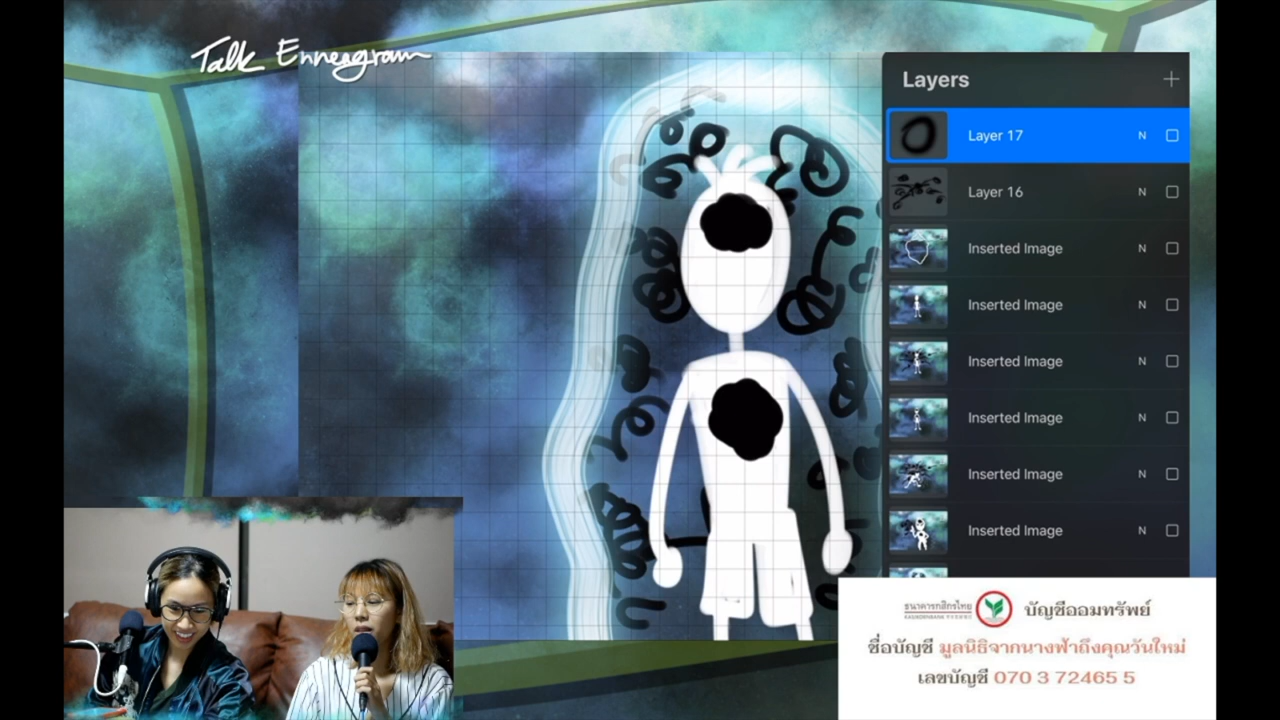 Talk Enneagram
Layers
Layer 17 N
Layer 16 N
Inserted Image N
Inserted Image N
Inserted Image N
Inserted Image N
Inserted Image N
Inserted Image N
ธนาคารกสิกรไทย
KASIKORNBANK
บัญชีออมทรัพย์
ชื่อบัญชี มูลนิธิจากนางฟ้าถึงคุณวันใหม่
เลขบัญชี 070 3 72465 5